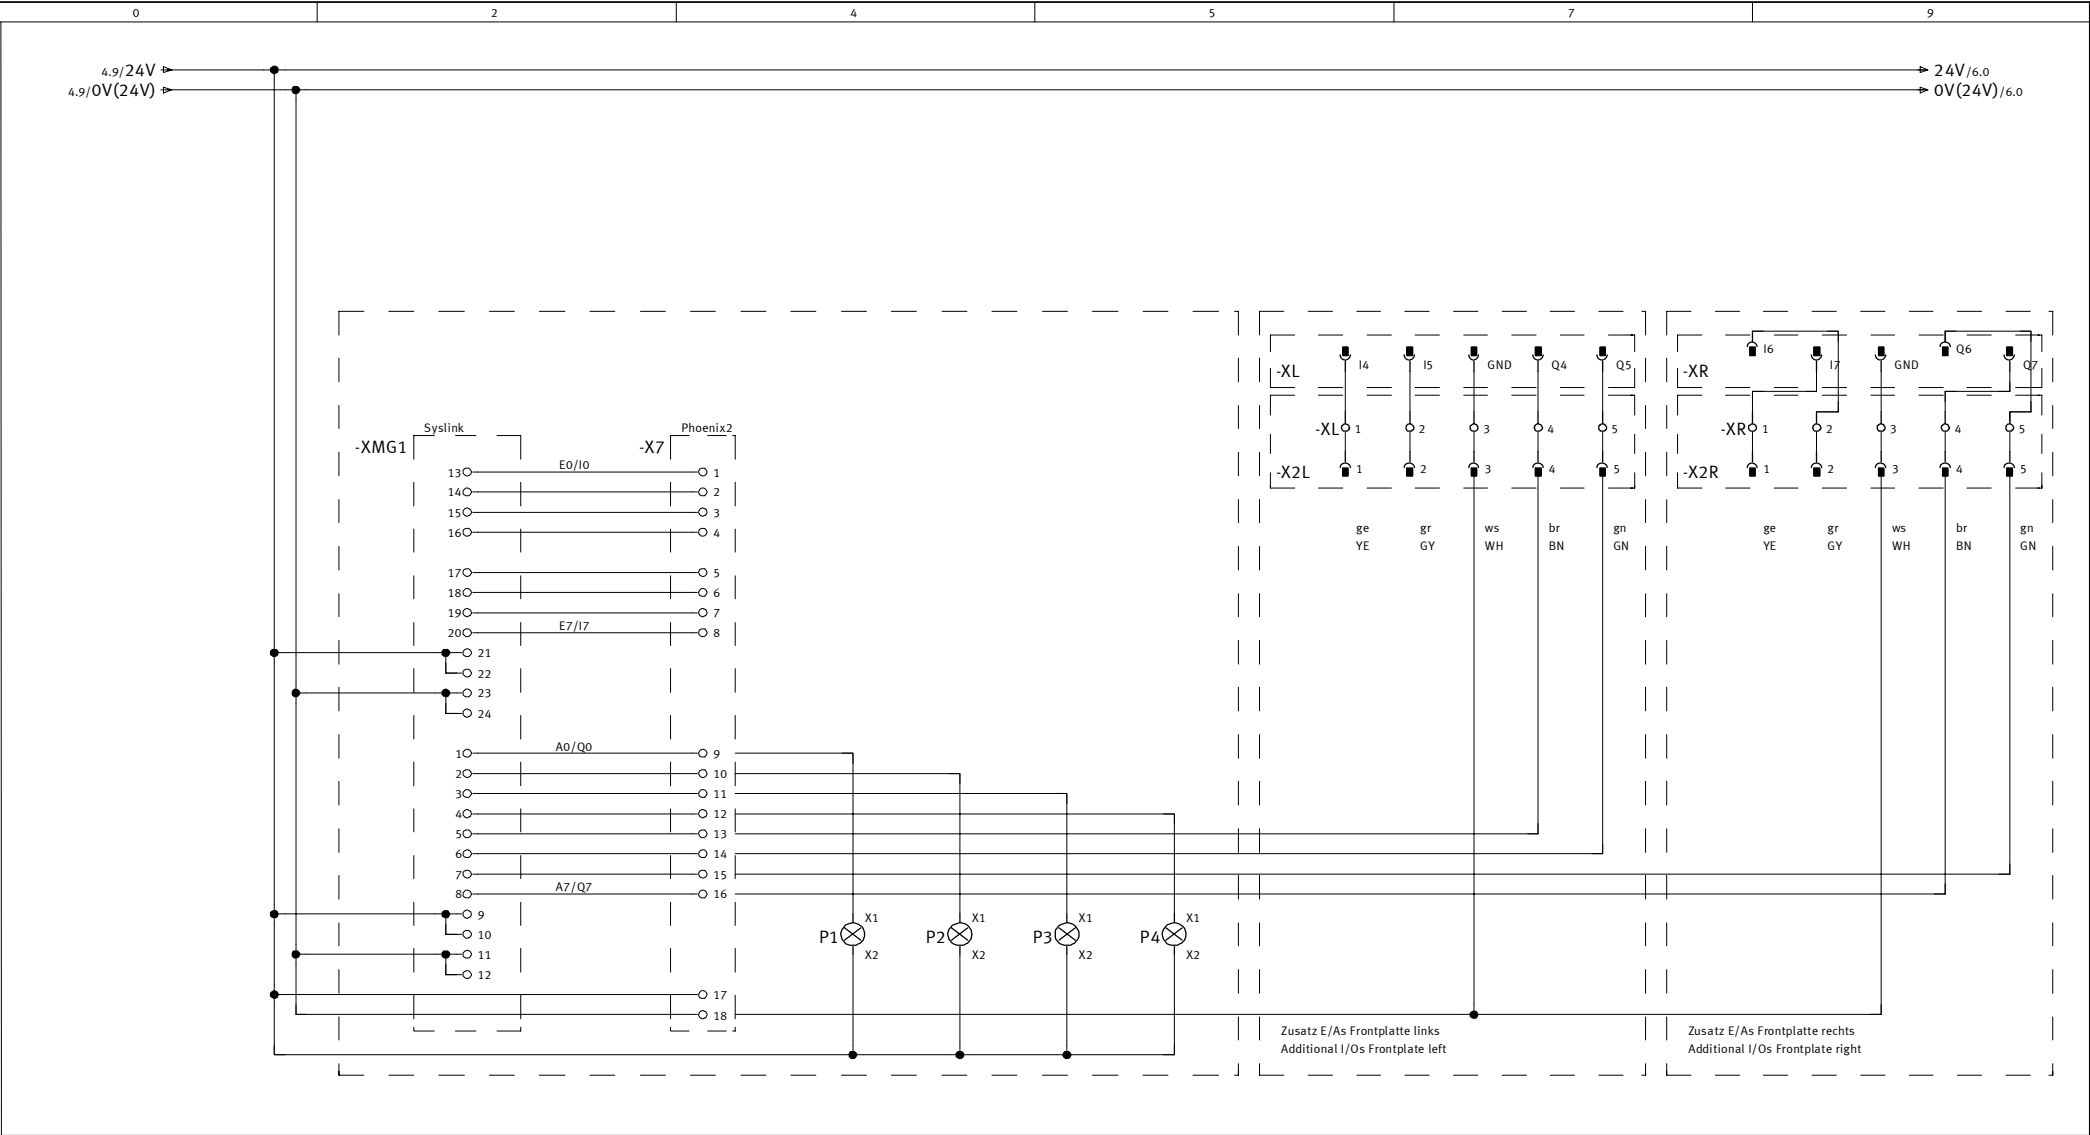 0 2 4 5 7 9
4.9/24V 24V/6.0
4.9/0V(24V) 0V(24V)/6.0
I6 Q6
I4 I5 GND Q4 Q5 I7 GND Q7
-XL -XR
Syslink Phoenix2
-XL 1 2 3 4 5 -XR 1 2 3 4 5
-XMG1 -X7
-X2L 1 2 3 4 5 -X2R 1 2 3 4 5
13 E0/I0 1
14 2
15 3
16 4
ge gr ws br gn ge gr ws br gn
YE GY WH BN GN YE GY WH BN GN
17 5
18 6
19 7
20 E7/I7 8
21
22
23
24
1 A0/Q0 9
2 10
3 11
4 12
5 13
6 14
7 15
8 A7/Q7 16
9 X1 X1 X1 X1
10 P1 P2 P3 P4
11 X2 X2 X2 X2
12
17
18
Zusatz E/As Frontplatte links Zusatz E/As Frontplatte rechts
Additional I/Os Frontplate left Additional I/Os Frontplate right